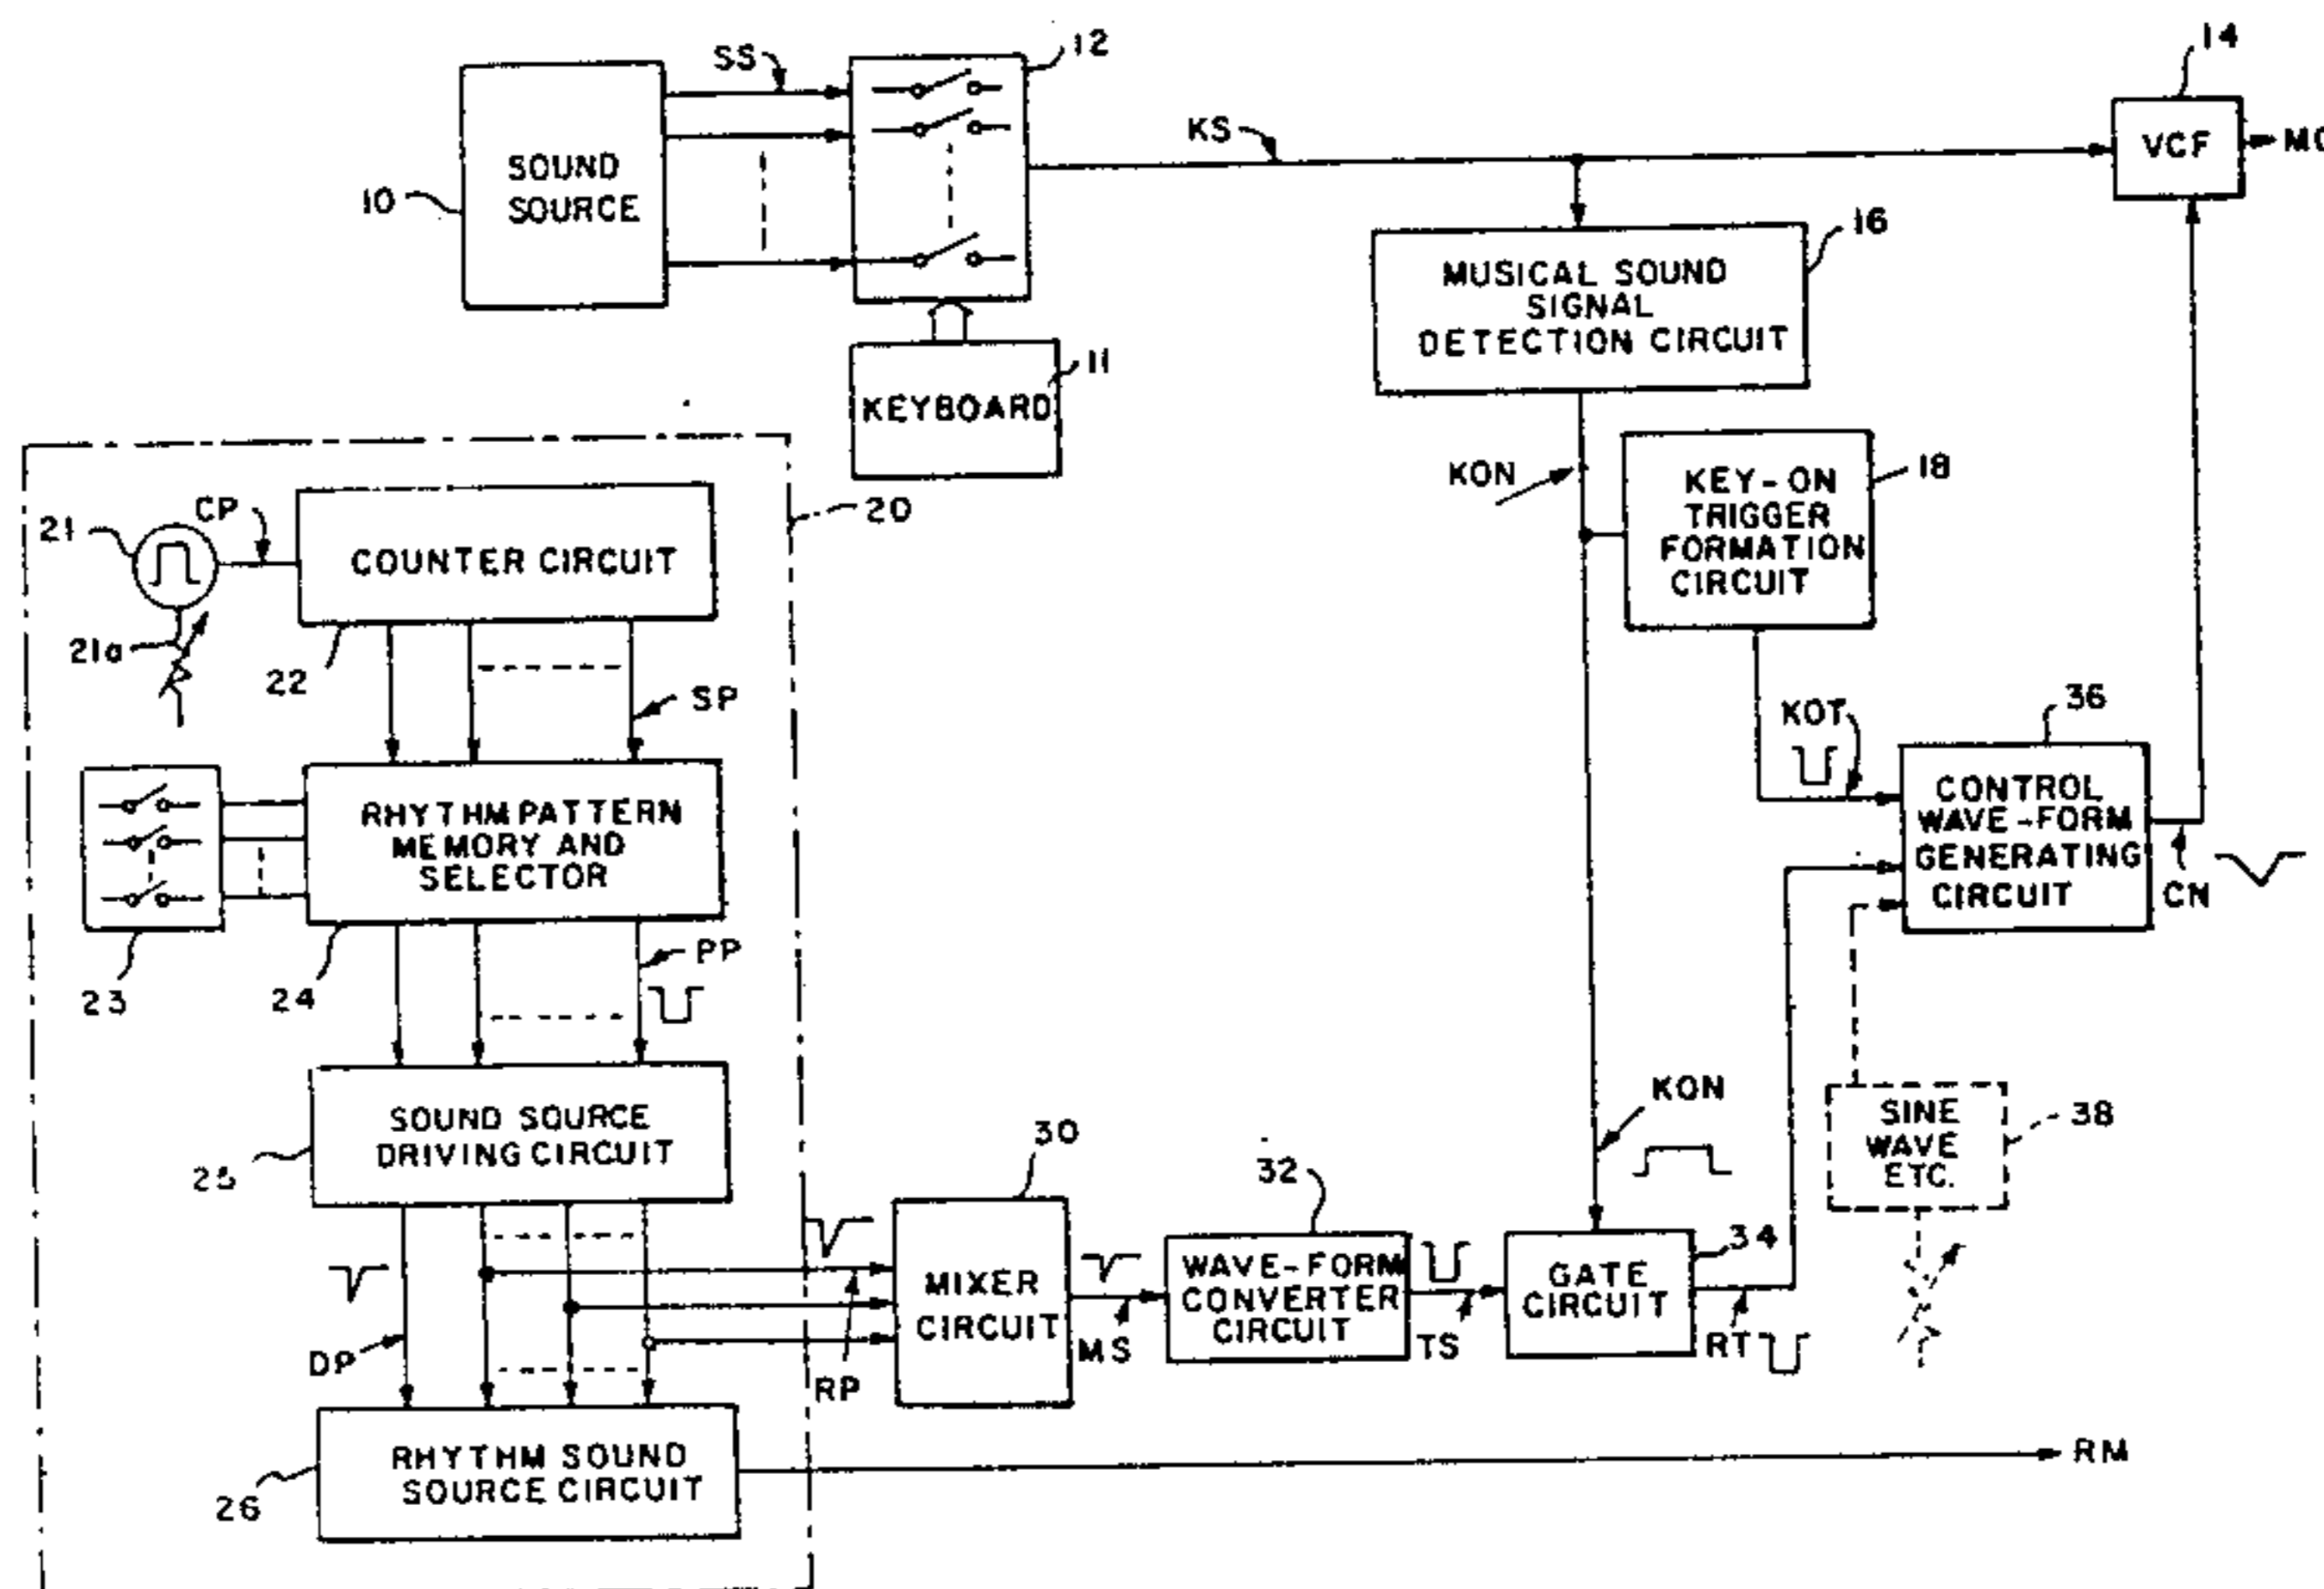 SS
12
14
SOUND
SOURCE
10
KS
VCF
MO
16
MUSICAL SOUND
SIGNAL
DETECTION CIRCUIT
11
KEYBOARD
KON
18
KEY-ON
TRIGGER
FORMATION
CIRCUIT
20
CP
21
COUNTER CIRCUIT
21a
22
SP
KOT
36
CONTROL
WAVE-FORM
GENERATING
CIRCUIT
CN
RHYTHM PATTERN
MEMORY AND
SELECTOR
23
24
PP
SOUND SOURCE
DRIVING CIRCUIT
25
KON
SINE
WAVE
ETC.
38
30
32
34
MIXER
CIRCUIT
WAVE-FORM
CONVERTER
CIRCUIT
GATE
CIRCUIT
DP
RP
MS
TS
RT
RHYTHM SOUND
SOURCE CIRCUIT
26
RM